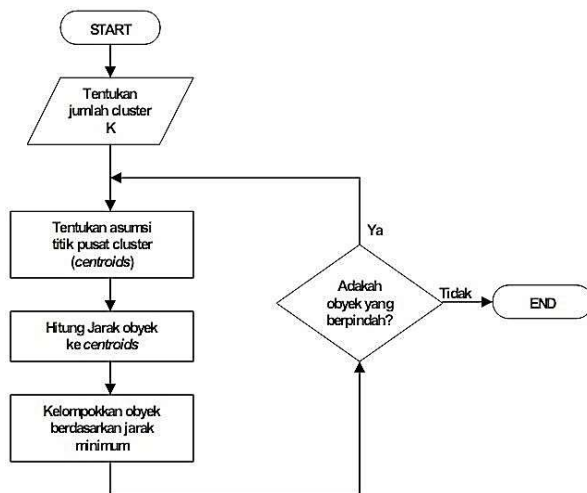 START
Tentukan
jumlah cluster
K
Tentukan asumsi
titik pusat cluster
(centroids)
Hitung Jarak obyek
ke centroids
Kelompokkan obyek
berdasarkan jarak
minimum
Ya
Adakah
obyek yang
berpindah?
Tidak
END